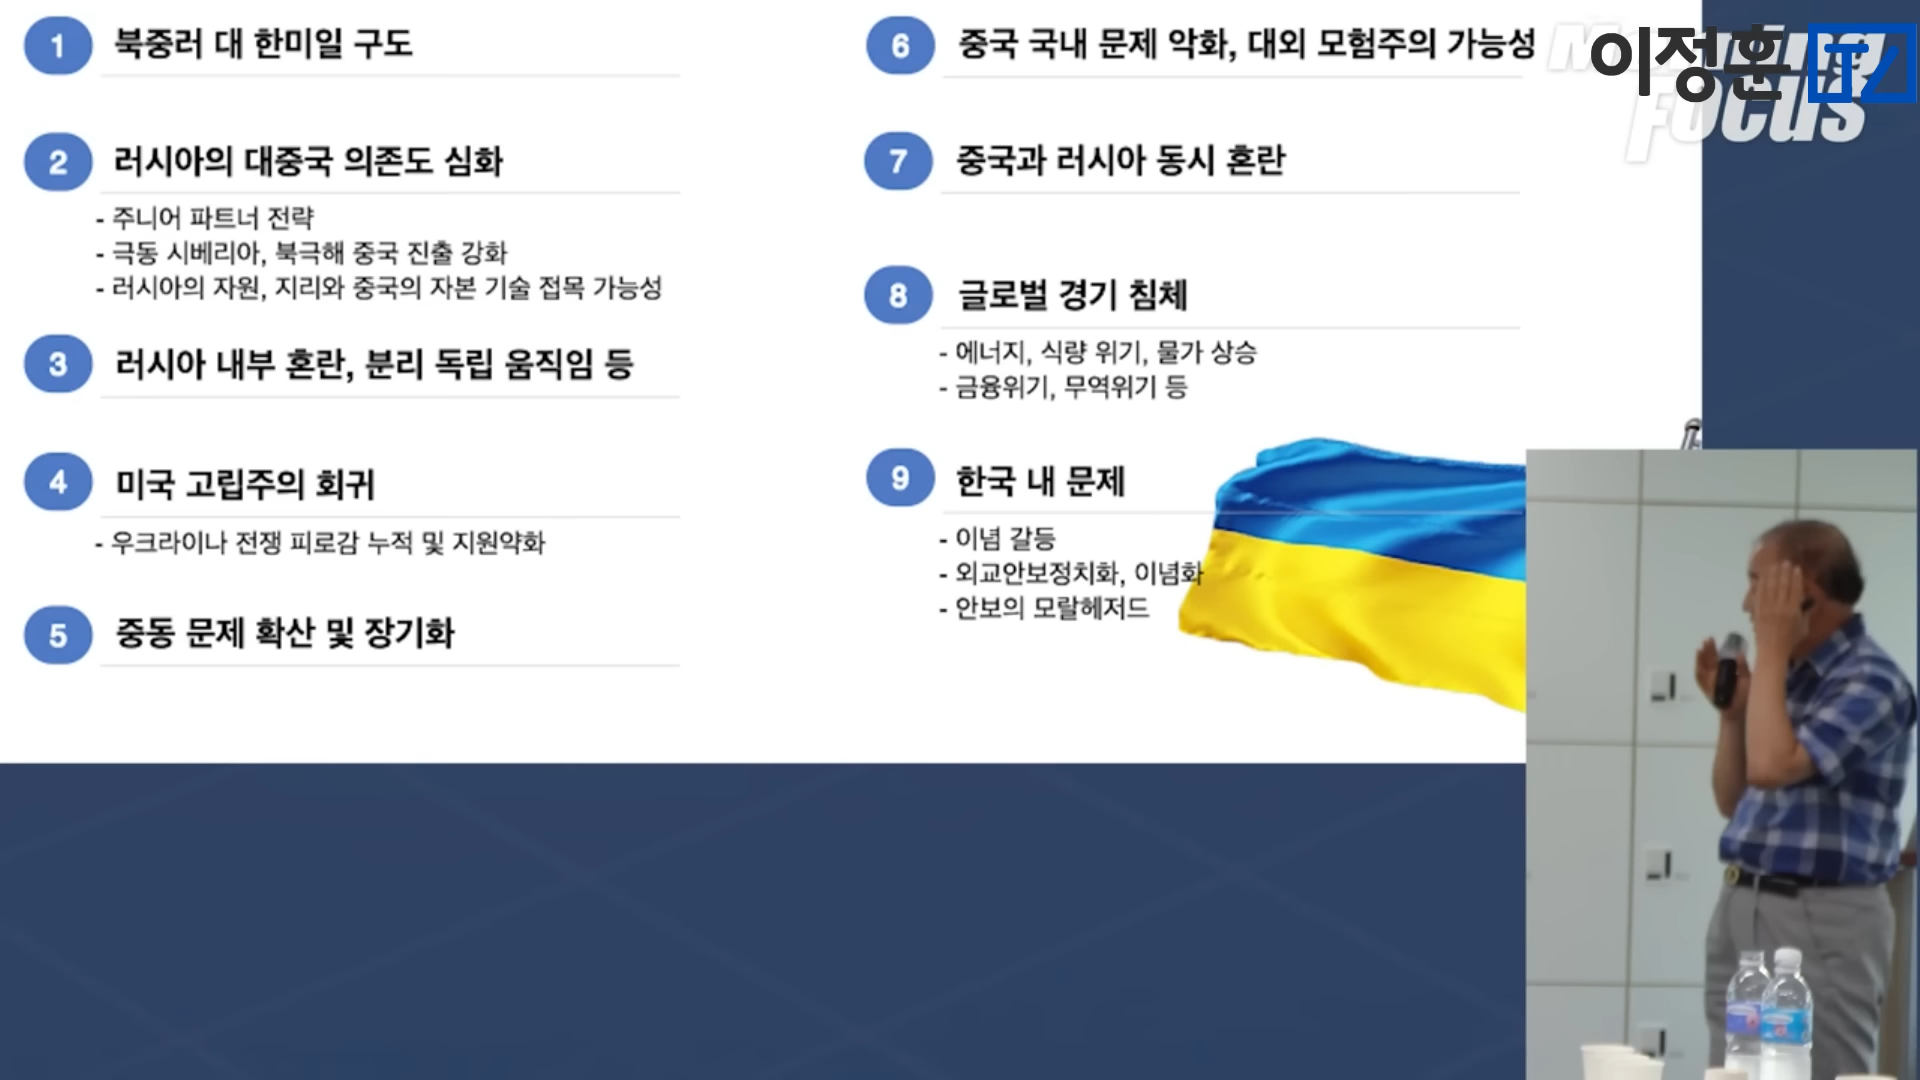 1 북중러 대 한미일 구도
2 러시아의 대중국 의존도 심화
- 주니어 파트너 전략
- 극동 시베리아, 북극해 중국 진출 강화
- 러시아의 자원, 지리와 중국의 자본 기술 접목 가능성
3 러시아 내부 혼란, 분리 독립 움직임 등
4 미국 고립주의 회귀
- 우크라이나 전쟁 피로감 누적 및 지원약화
5 중동 문제 확산 및 장기화
6 중국 국내 문제 악화, 대외 모험주의 가능성
7 중국과 러시아 동시 혼란
8 글로벌 경기 침체
- 에너지, 식량 위기, 물가 상승
- 금융위기, 무역위기 등
9 한국 내 문제
- 이념 갈등
- 외교안보정치화, 이념화
- 안보의 모랄헤저드
이정훈 TV
Morning
Focus